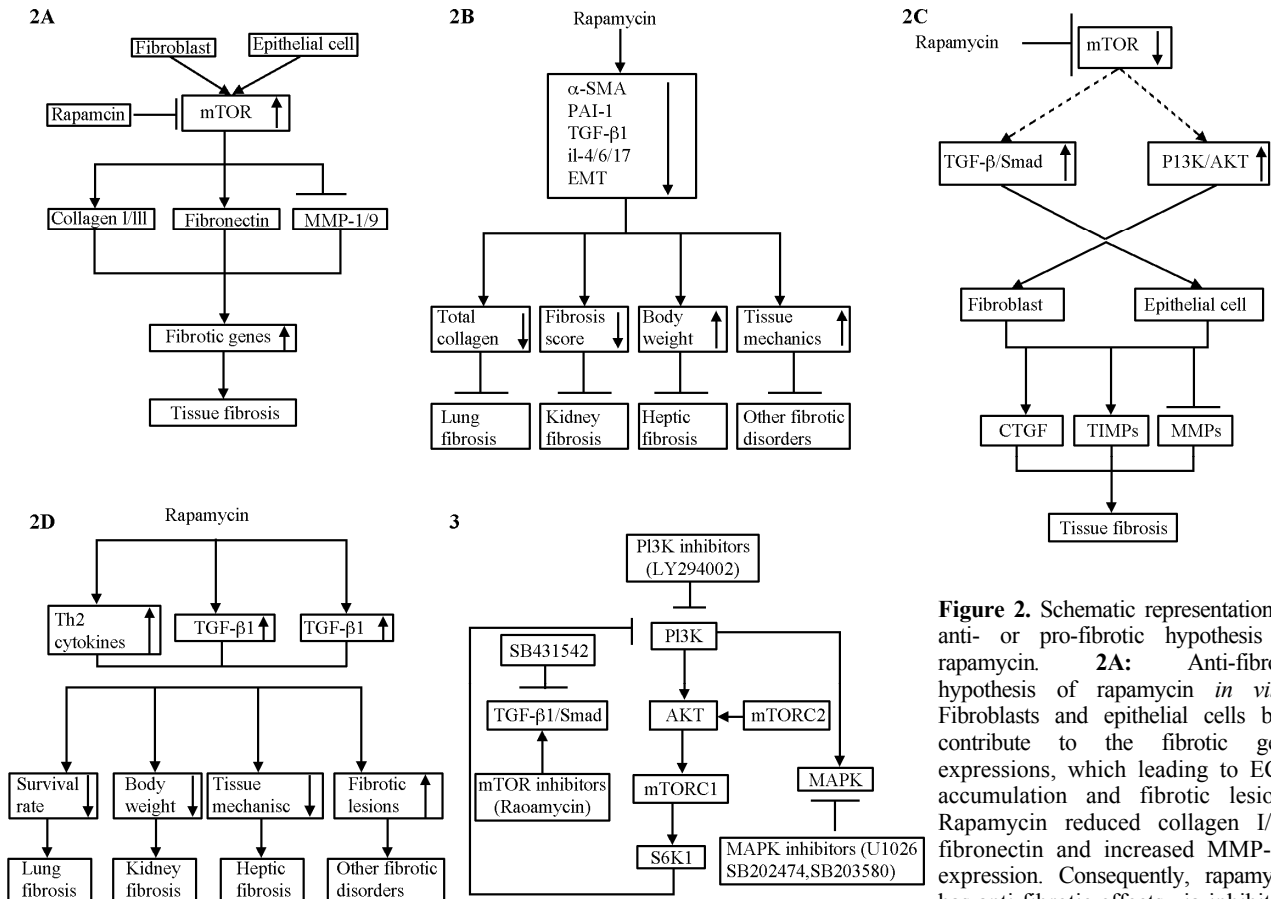 2A
Fibroblast
Epithelial cell
Rapamcin
mTOR
Collagen I/lll
Fibronectin
MMP-1/9
Fibrotic genes
Tissue fibrosis
2B
Rapamycin
α-SMA
PAI-1
TGF-β1
il-4/6/17
EMT
Total
collagen
Fibrosis
score
Body
weight
Tissue
mechanics
Lung
fibrosis
Kidney
fibrosis
Heptic
fibrosis
Other fibrotic
disorders
2C
Rapamycin
mTOR
TGF-β/Smad
P13K/AKT
Fibroblast
Epithelial cell
CTGF
TIMPs
MMPs
Tissue fibrosis
2D
Rapamycin
Th2
cytokines
TGF-β1
TGF-β1
Survival
rate
Body
weight
Tissue
mechanisc
Fibrotic
lesions
Lung
fibrosis
Kidney
fibrosis
Heptic
fibrosis
Other fibrotic
disorders
3
Pl3K inhibitors
(LY294002)
SB431542
Pl3K
TGF-β1/Smad
AKT
mTORC2
mTOR inhibitors
(Raoamycin)
mTORC1
MAPK
S6K1
MAPK inhibitors (U1026
SB202474,SB203580)
Figure 2. Schematic representation
anti- or pro-fibrotic hypothesis
rapamycin. 2A: Anti-fibro
hypothesis of rapamycin in vi
Fibroblasts and epithelial cells b
contribute to the fibrotic ge
expressions, which leading to EC
accumulation and fibrotic lesio
Rapamycin reduced collagen I/
fibronectin and increased MMP-
expression. Consequently, rapamy